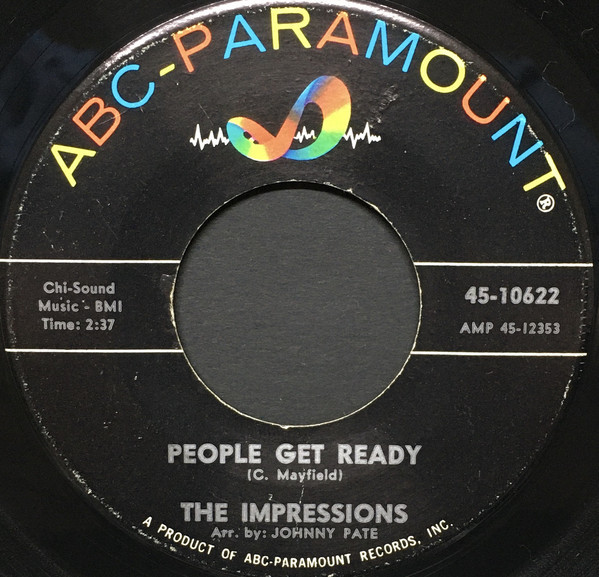 ABC-PARAMOUNT®
Chi-Sound
Music - BMI
Time: 2:37
45-10622
AMP 45-12353
PEOPLE GET READY
(C. Mayfield)
THE IMPRESSIONS
Arr. by: JOHNNY PATE
A PRODUCT OF ABC-PARAMOUNT RECORDS, INC.